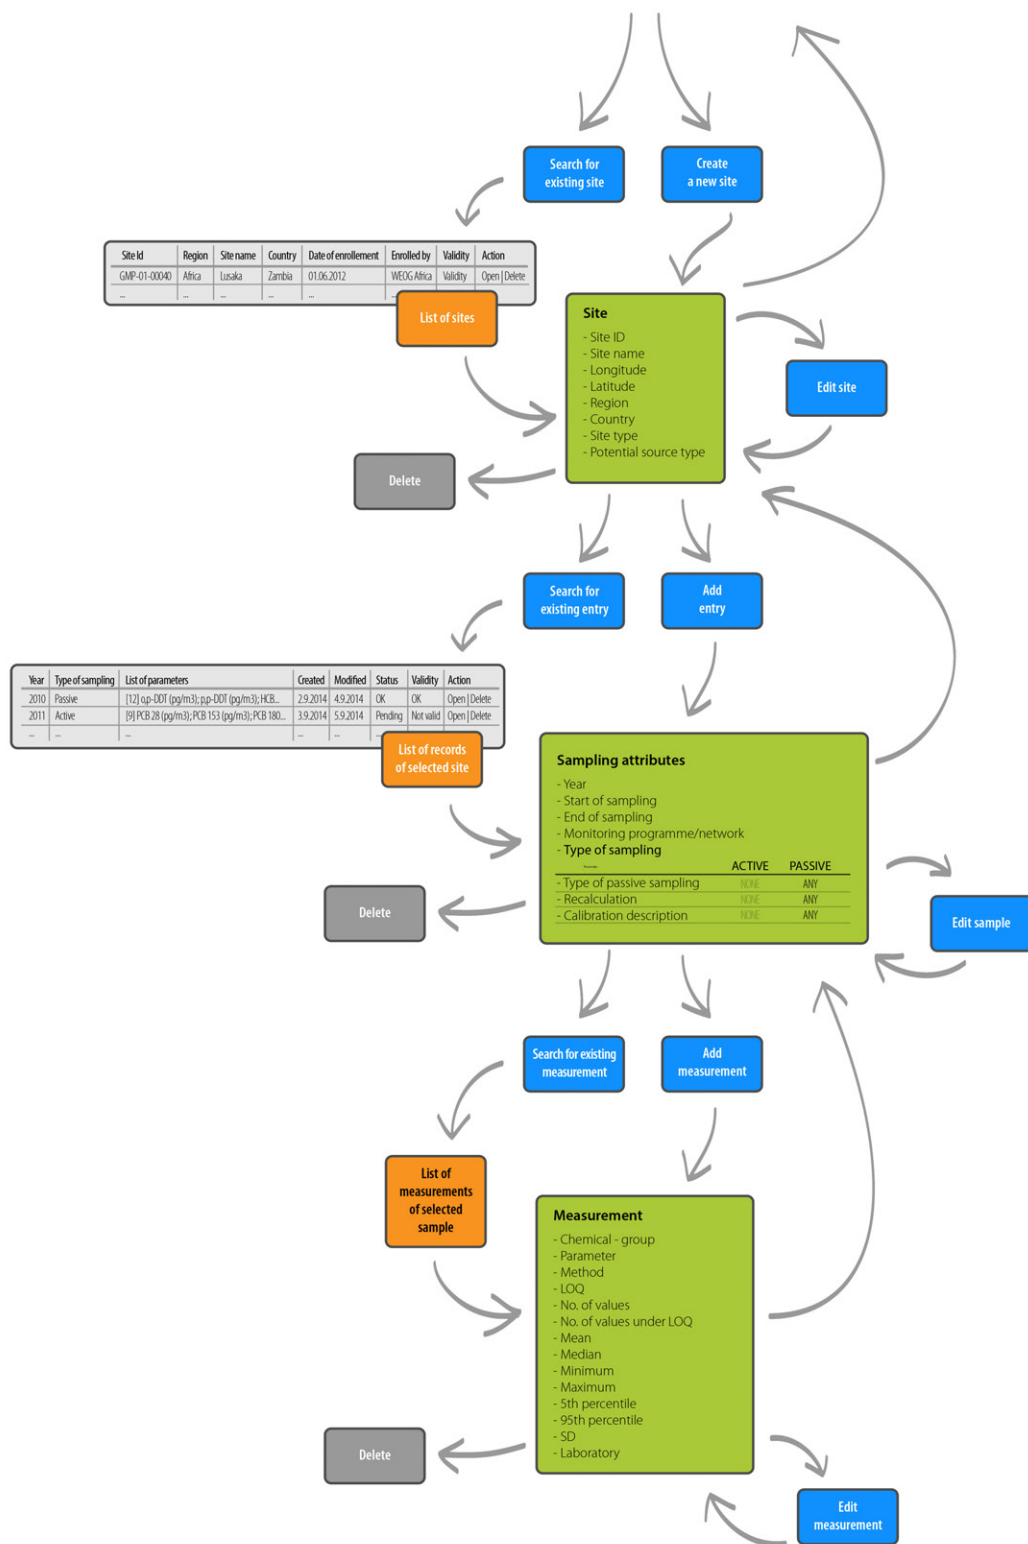 Search for
existing site
Create
a new site
Site Id Region Site name Country Date of enrollement Enrolled by Validity Action
GMP-01-00040 Africa Lusaka Zambia 01.06.2012 WEOG Africa Validity Open | Delete
... ... ... ... ... ...
List of sites
Site
- Site ID
- Site name
- Longitude
- Latitude
- Region
- Country
- Site type
- Potential source type
Edit site
Delete
Search for
existing entry
Add
entry
Year Type of sampling List of parameters Created Modified Status Validity Action
2010 Passive [12] o,p-DDT (pg/m3); p,p-DDT (pg/m3); HCB... 2.9.2014 4.9.2014 OK OK Open | Delete
2011 Active [9] PCB 28 (pg/m3); PCB 153 (pg/m3); PCB 180... 3.9.2014 5.9.2014 Pending Not valid Open | Delete
... ... ... ... ... ...
List of records
of selected site
Sampling attributes
- Year
- Start of sampling
- End of sampling
- Monitoring programme/network
- Type of sampling
ACTIVE PASSIVE
- Type of passive sampling NONE ANY
- Recalculation NONE ANY
- Calibration description NONE ANY
Delete
Edit sample
Search for existing
measurement
Add
measurement
List of
measurements
of selected
sample
Measurement
- Chemical - group
- Parameter
- Method
- LOQ
- No. of values
- No. of values under LOQ
- Mean
- Median
- Minimum
- Maximum
- 5th percentile
- 95th percentile
- SD
- Laboratory
Delete
Edit
measurement